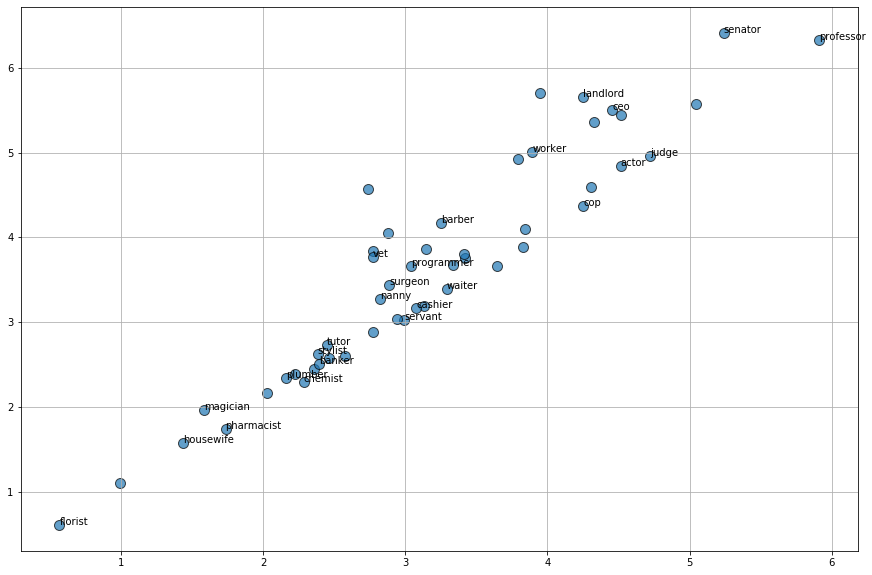 senator
professor
6
landlord
ceo
worker
judge
5
actor
cop
barber
4
vet
programmer
surgeon
waiter
nanny
cashier
servant
3
tutor
stylist
banker
plumber
chemist
2
magician
pharmacist
housewife
1
florist
1 2 3 4 5 6